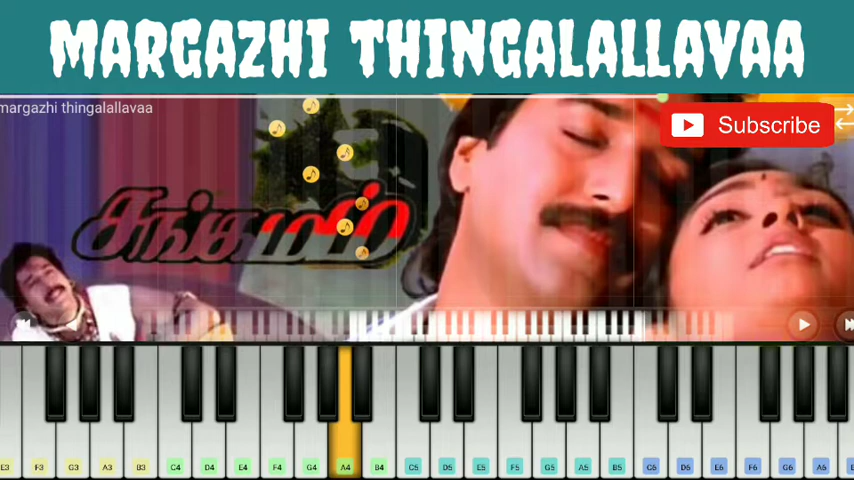 MARGAZHI THINGALALLAVAA
margazhi thingalallavaa
Subscribe
சங்கமம்
E3 F3 G3 A3 B3 C4 D4 E4 F4 G4 A4 B4 C5 D5 E5 F5 G5 A5 B5 C6 D6 E6 F6 G6 A6